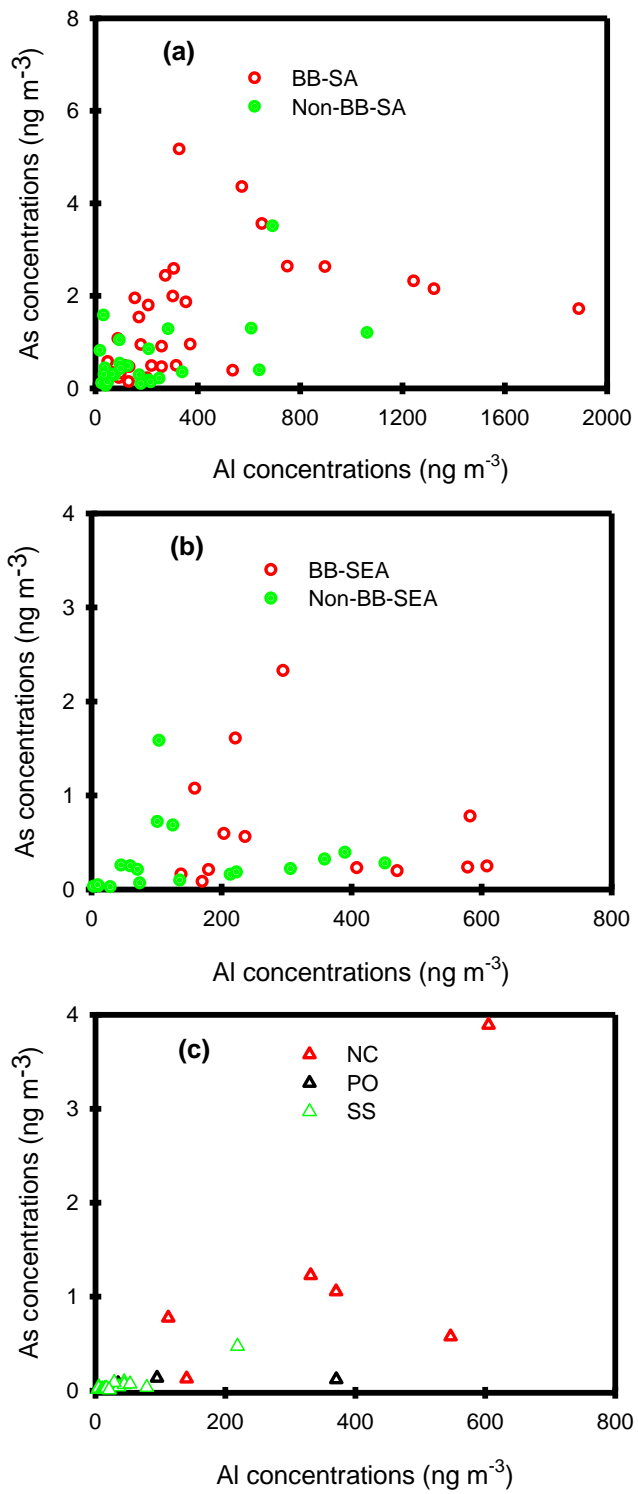 (a)
BB-SA
Non-BB-SA
As concentrations (ng m-3)
8
6
4
2
0
0 400 800 1200 1600 2000
Al concentrations (ng m-3)
(b)
BB-SEA
Non-BB-SEA
As concentrations (ng m-3)
4
3
2
1
0
0 200 400 600 800
Al concentrations (ng m-3)
(c)
NC
PO
SS
As concentrations (ng m-3)
4
3
2
1
0
0 200 400 600 800
Al concentrations (ng m-3)